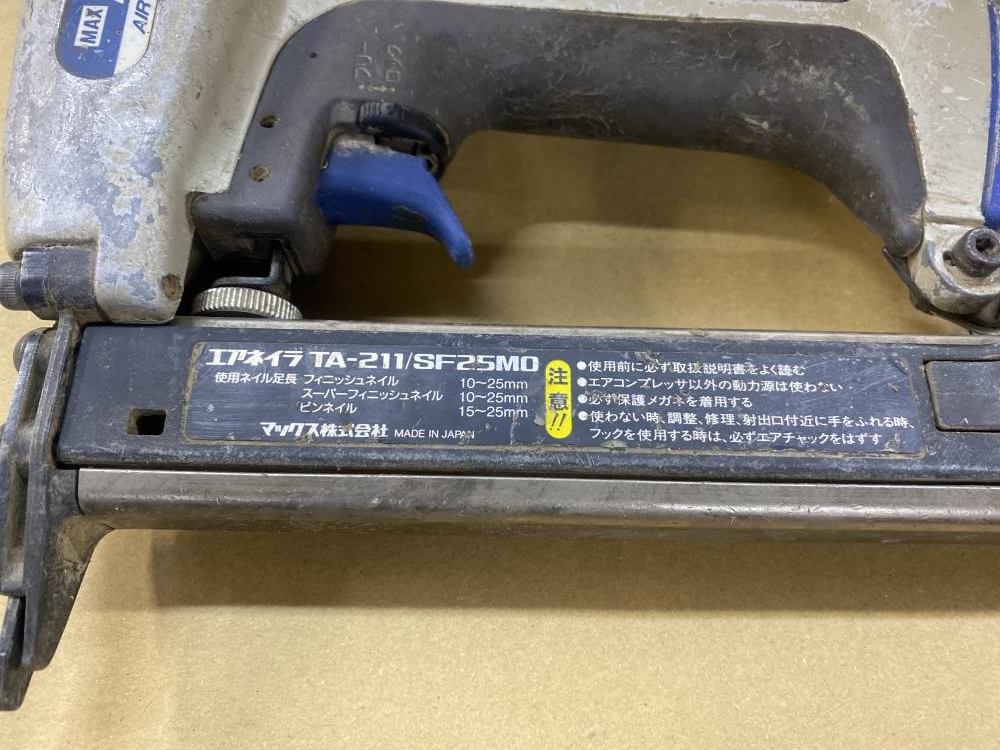 MAX
AIR
フリー
ロック
エアネイラ TA-211/SF25MO
使用ネイル足長 フィニッシュネイル 10〜25mm
スーパーフィニッシュネイル 10〜25mm
ピンネイル 15〜25mm
マックス株式会社 MADE IN JAPAN
注意!!
●使用前に必ず取扱説明書をよく読む
●エアコンプレッサ以外の動力源は使わない
●必ず保護メガネを着用する
●使わない時、調整、修理、射出口付近に手をふれる時、
フックを使用する時は、必ずエアチャックをはずす